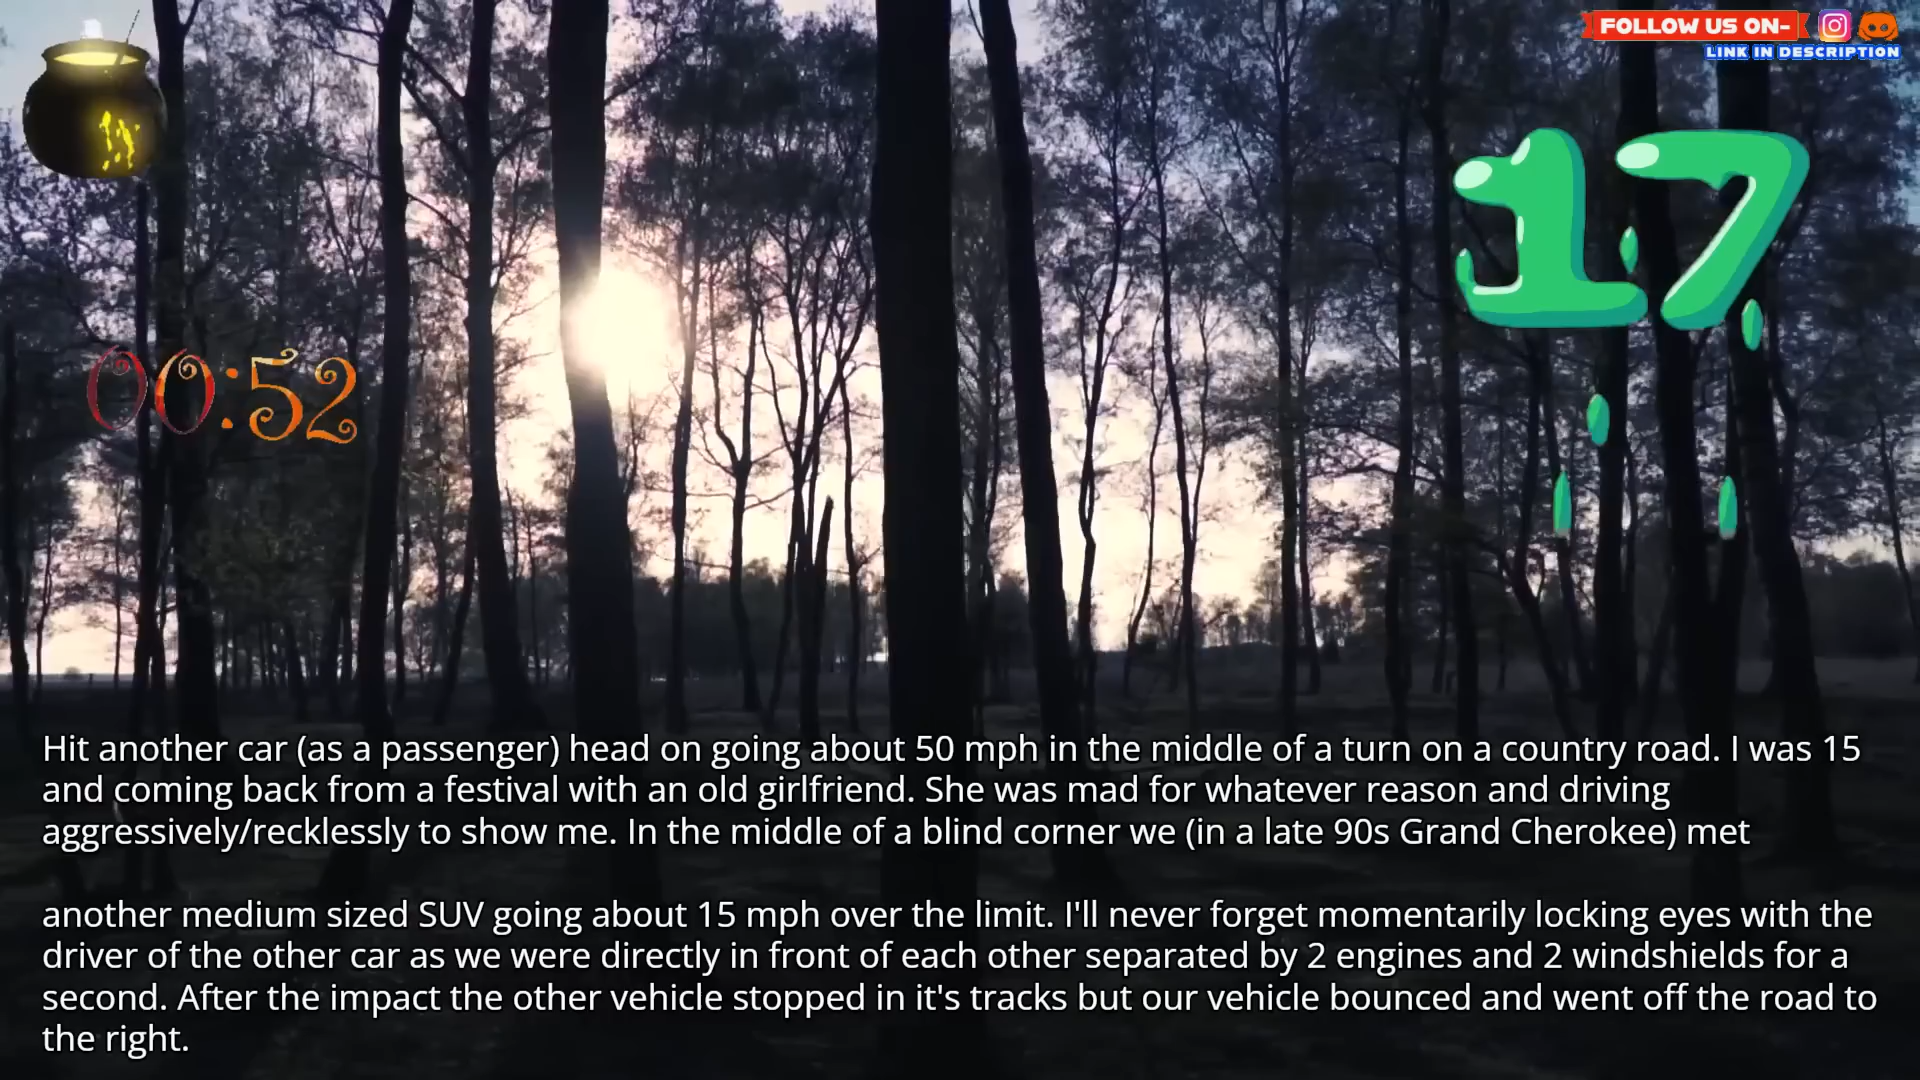 FOLLOW US ON-
LINK IN DESCRIPTION
17
00:52
Hit another car (as a passenger) head on going about 50 mph in the middle of a turn on a country road. I was 15
and coming back from a festival with an old girlfriend. She was mad for whatever reason and driving
aggressively/recklessly to show me. In the middle of a blind corner we (in a late 90s Grand Cherokee) met
another medium sized SUV going about 15 mph over the limit. I'll never forget momentarily locking eyes with the
driver of the other car as we were directly in front of each other separated by 2 engines and 2 windshields for a
second. After the impact the other vehicle stopped in it's tracks but our vehicle bounced and went off the road to
the right.